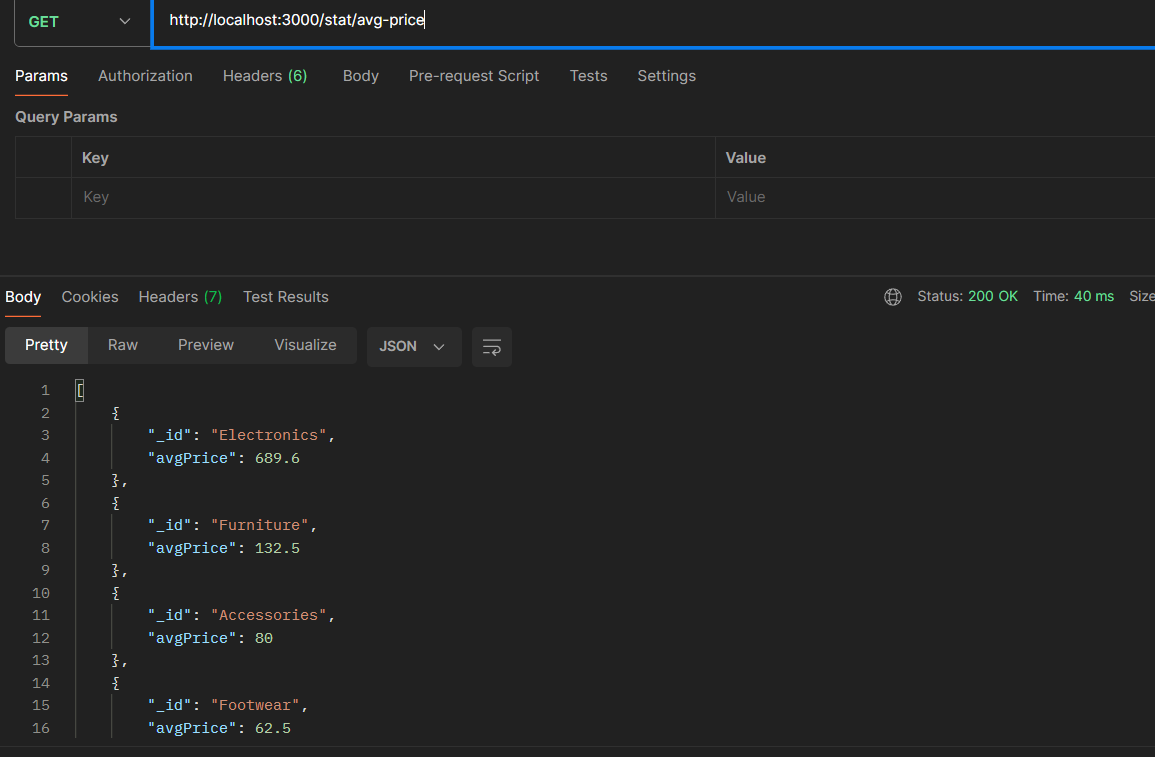 GET http://localhost:3000/stat/avg-price
Params Authorization Headers (6) Body Pre-request Script Tests Settings
Query Params
Key Value
Key Value
Body Cookies Headers (7) Test Results Status: 200 OK Time: 40 ms Size
Pretty Raw Preview Visualize JSON
1 [
2 {
3 "_id": "Electronics",
4 "avgPrice": 689.6
5 },
6 {
7 "_id": "Furniture",
8 "avgPrice": 132.5
9 },
10 {
11 "_id": "Accessories",
12 "avgPrice": 80
13 },
14 {
15 "_id": "Footwear",
16 "avgPrice": 62.5